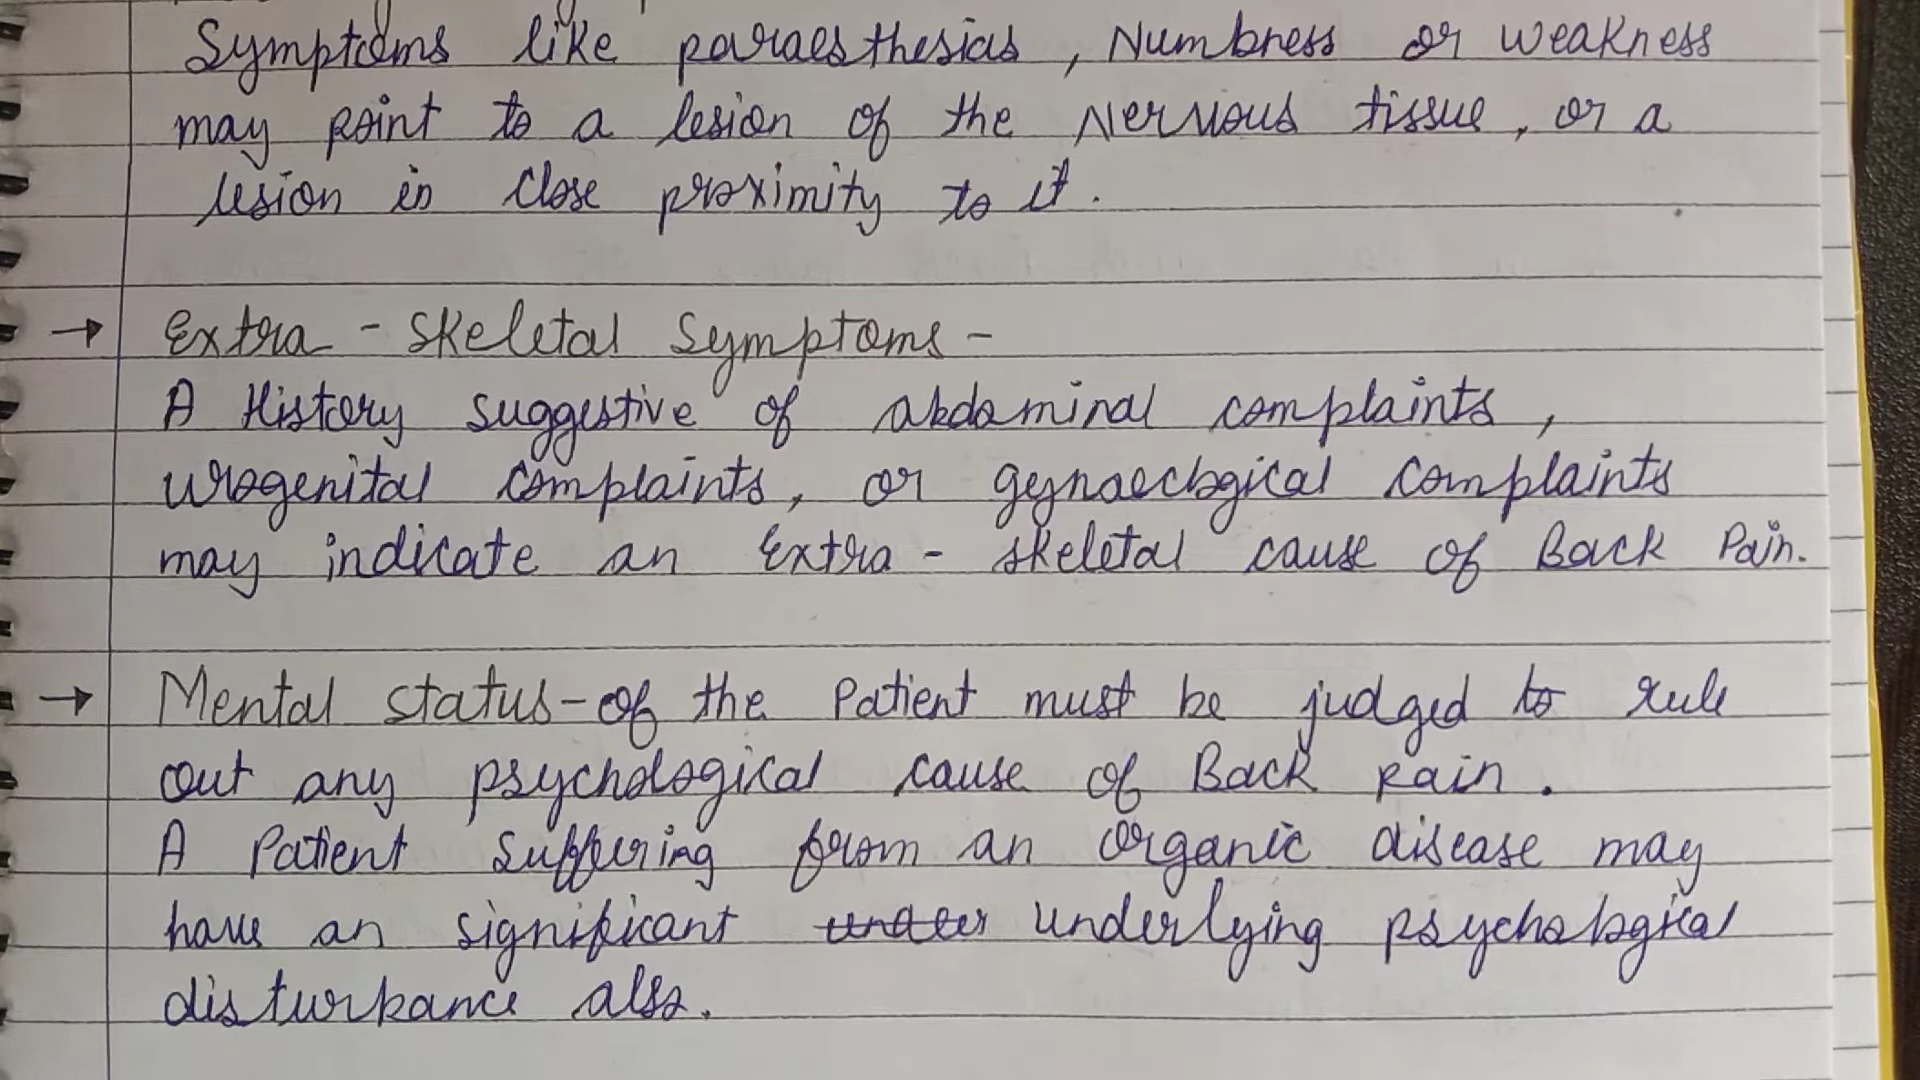 Symptoms like paraesthesias, Numbness or weakness
may point to a lesion of the Nervous tissue, or a
lesion in close proximity to it.
→ Extra - skeletal symptoms -
A History suggestive of abdominal complaints,
urogenital complaints, or gynaeclogical complaints
may indicate an Extra - skeletal cause of Back Pain.
→ Mental status - of the Patient must be judged to rule
out any psychological cause of Back Pain.
A Patient suffering from an organic disease may
have an significant underlying psychological
disturbance also.